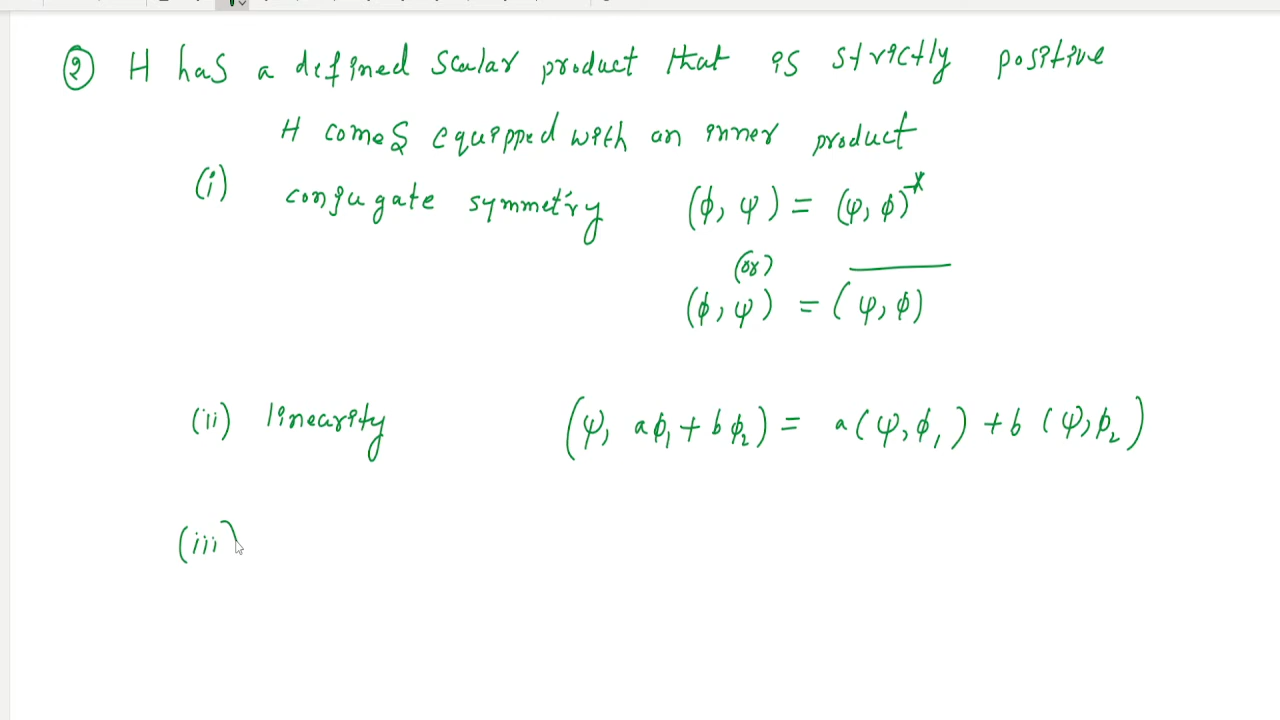 ② H has a defined scalar product that is strictly positive
H comes equipped with an inner product
(i) conjugate symmetry (ϕ, ψ) = (ψ, ϕ)*
(or)
(ϕ, ψ) = \overline{(ψ, ϕ)}
(ii) linearity (ψ, aϕ₁ + bϕ₂) = a(ψ, ϕ₁) + b(ψ, ϕ₂)
(iii)